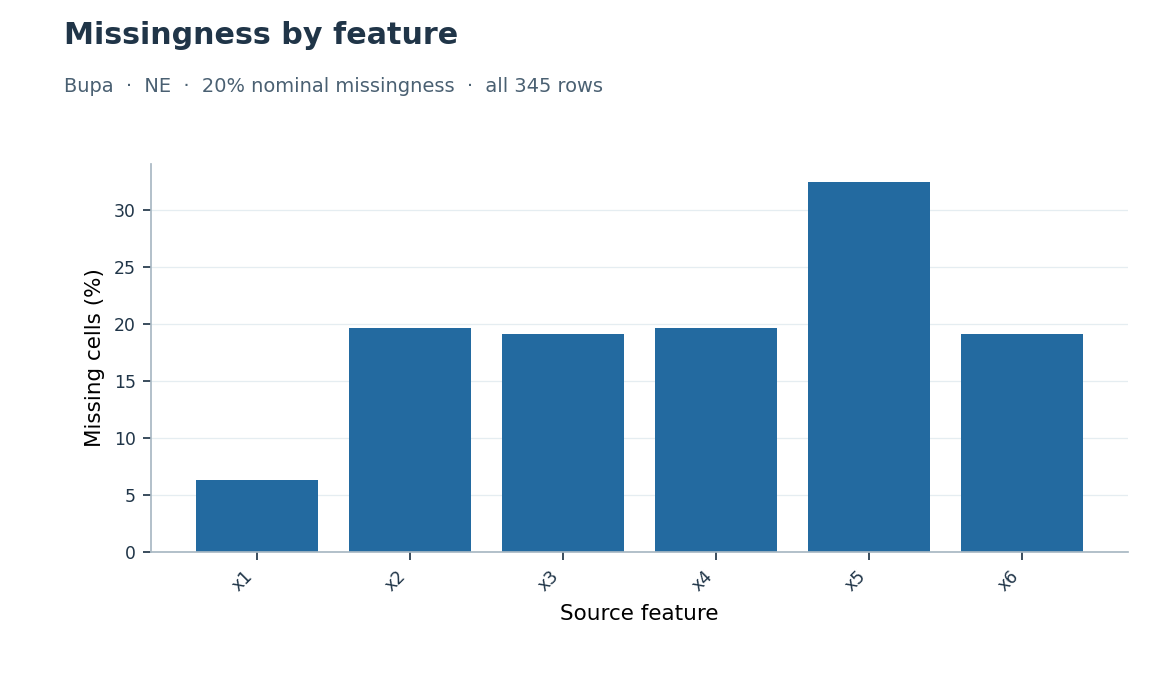 Missingness by feature
Bupa · NE · 20% nominal missingness · all 345 rows
Missing cells (%)
30
25
20
15
10
5
0
x1 x2 x3 x4 x5 x6
Source feature